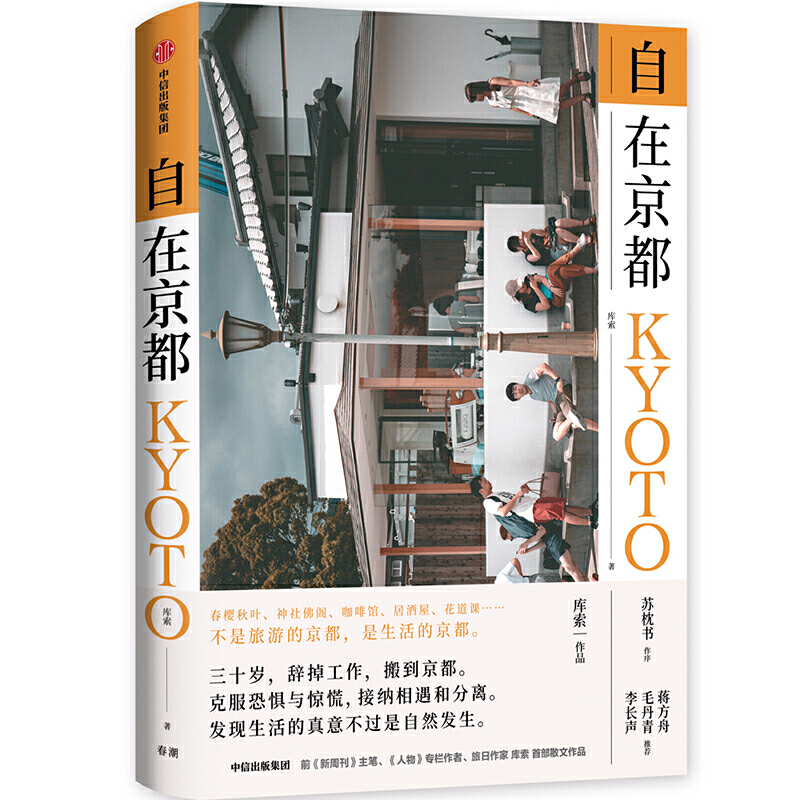 中信出版集团
自在京都
KYOTO
库索
著
春潮
自在京都
库索
著
KYOTO
春樱秋叶、神社佛阁、咖啡馆、居酒屋、花道课……
不是旅游的京都，是生活的京都。
三十岁，辞掉工作，搬到京都。
克服恐惧与惊慌，接纳相遇和分离。
发现生活的真意不过是自然发生。
库索|作品
苏枕书 作序
蒋方舟
毛丹青 推荐
李长声
中信出版集团 前《新周刊》主笔、《人物》专栏作者、旅日作家 库索 首部散文作品